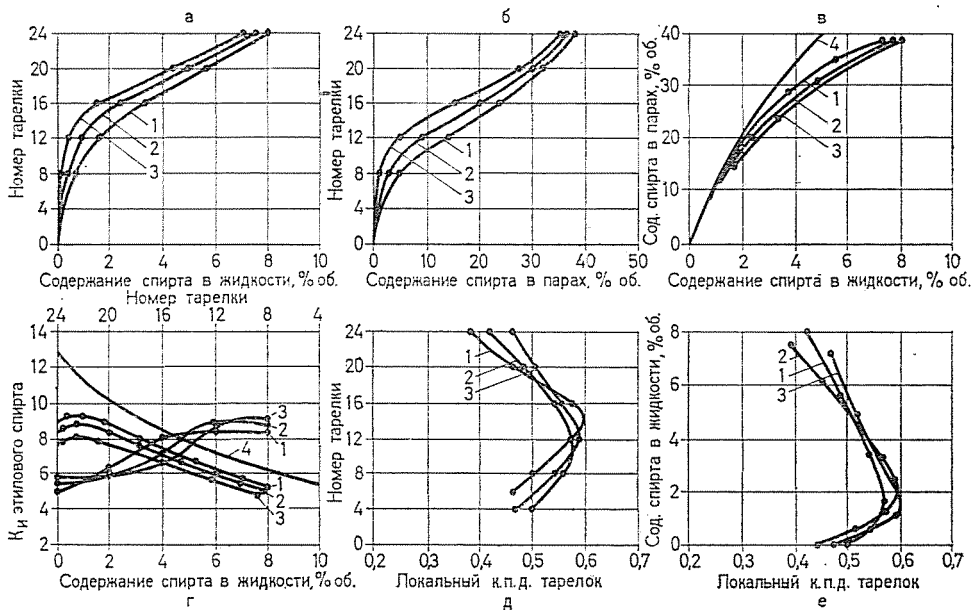 а
24
20
16
12
8
4
0
Номер тарелки
1
2
3
0 2 4 6 8 10
Содержание спирта в жидкости, % об.
б
24
20
16
12
8
4
0
Номер тарелки
1
2
3
0 10 20 30 40 50
Содержание спирта в парах, % об.
в
40
30
20
10
0
Сод. спирта в парах, % об.
4
1
2
3
0 2 4 6 8 10
Содержание спирта в жидкости, % об.
Номер тарелки
24 20 16 12 8 4
14
12
10
8
6
4
2
Kи этилового спирта
3
2
1
4
1
2
3
0 2 4 6 8 10
Содержание спирта в жидкости, % об.
г
24
20
16
12
8
4
0
Номер тарелки
1
2
3
0,2 0,3 0,4 0,5 0,6 0,7
Локальный к.п.д. тарелок
д
8
6
4
2
0
Сод. спирта в жидкости, % об.
2
1
3
0,2 0,3 0,4 0,5 0,6 0,7
Локальный к.п.д. тарелок
е